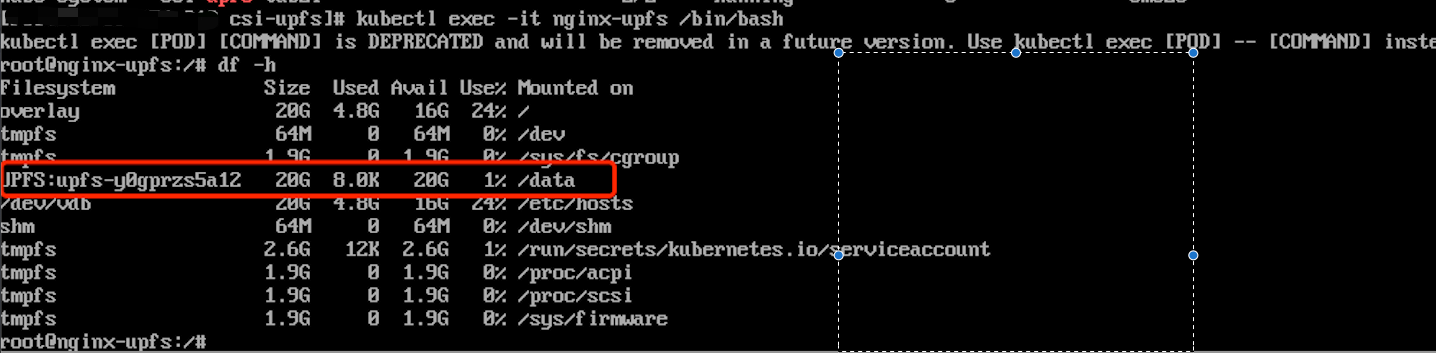 csi-upfs]# kubectl exec -it nginx-upfs /bin/bash
kubectl exec [POD] [COMMAND] is DEPRECATED and will be removed in a future version. Use kubectl exec [POD] -- [COMMAND] inste
root@nginx-upfs:/# df -h
Filesystem Size Used Avail Use% Mounted on
overlay 20G 4.8G 16G 24% /
tmpfs 64M 0 64M 0% /dev
tmpfs 1.9G 0 1.9G 0% /sys/fs/cgroup
UPFS:upfs-y0gprzs5a12 20G 8.0K 20G 1% /data
/dev/vdb 20G 4.8G 16G 24% /etc/hosts
shm 64M 0 64M 0% /dev/shm
tmpfs 2.6G 12K 2.6G 1% /run/secrets/kubernetes.io/serviceaccount
tmpfs 1.9G 0 1.9G 0% /proc/acpi
tmpfs 1.9G 0 1.9G 0% /proc/scsi
tmpfs 1.9G 0 1.9G 0% /sys/firmware
root@nginx-upfs:/#